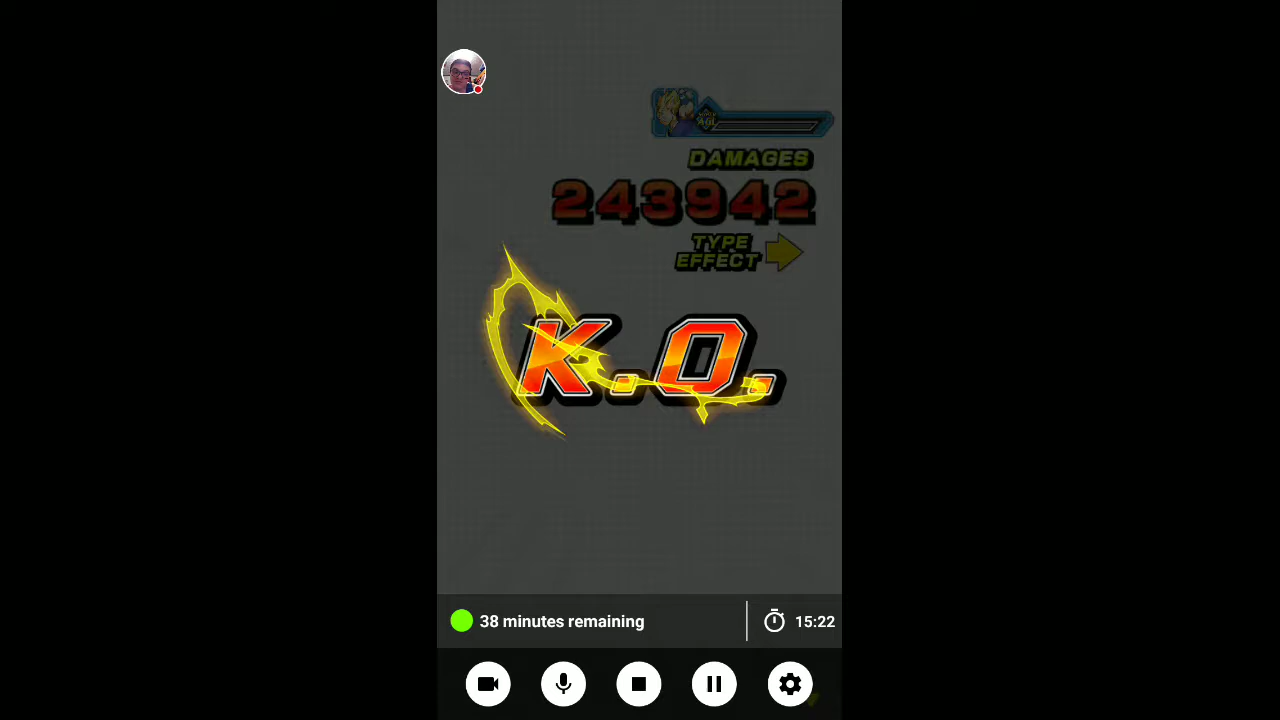 DAMAGES
243942
TYPE
EFFECT
K.O.
38 minutes remaining
15:22